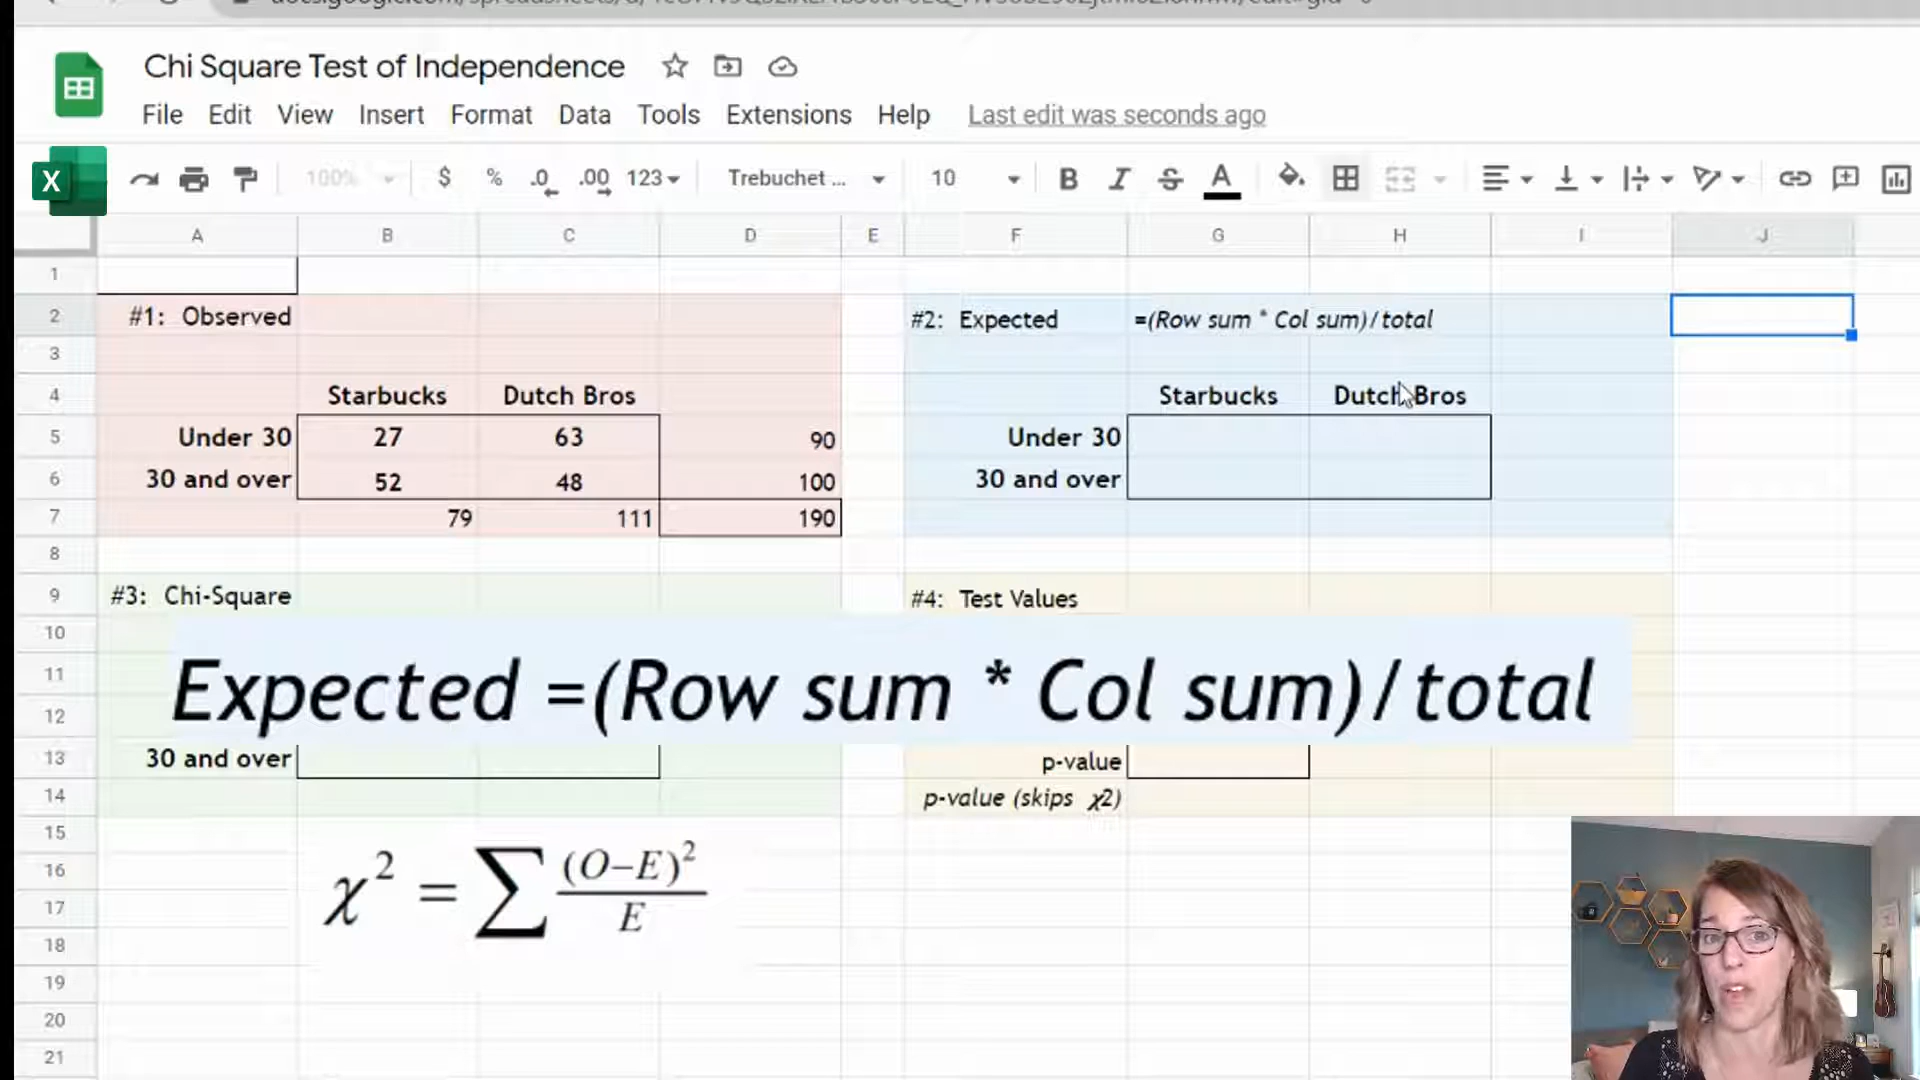 Chi Square Test of Independence
File Edit View Insert Format Data Tools Extensions Help Last edit was seconds ago
X 100% $ % .0 .00 123 Trebuchet ... 10 B I S A
A B C D E F G H I J
1
2 #1: Observed #2: Expected =(Row sum * Col sum)/total
3
4 Starbucks Dutch Bros Starbucks Dutch Bros
5 Under 30 27 63 90 Under 30
6 30 and over 52 48 100 30 and over
7 79 111 190
8
9 #3: Chi-Square #4: Test Values
10
11
Expected =(Row sum * Col sum)/total
12
13 30 and over p-value
14 p-value (skips χ2)
15
16
χ² = ∑ (O–E)² / E
17
18
19
20
21